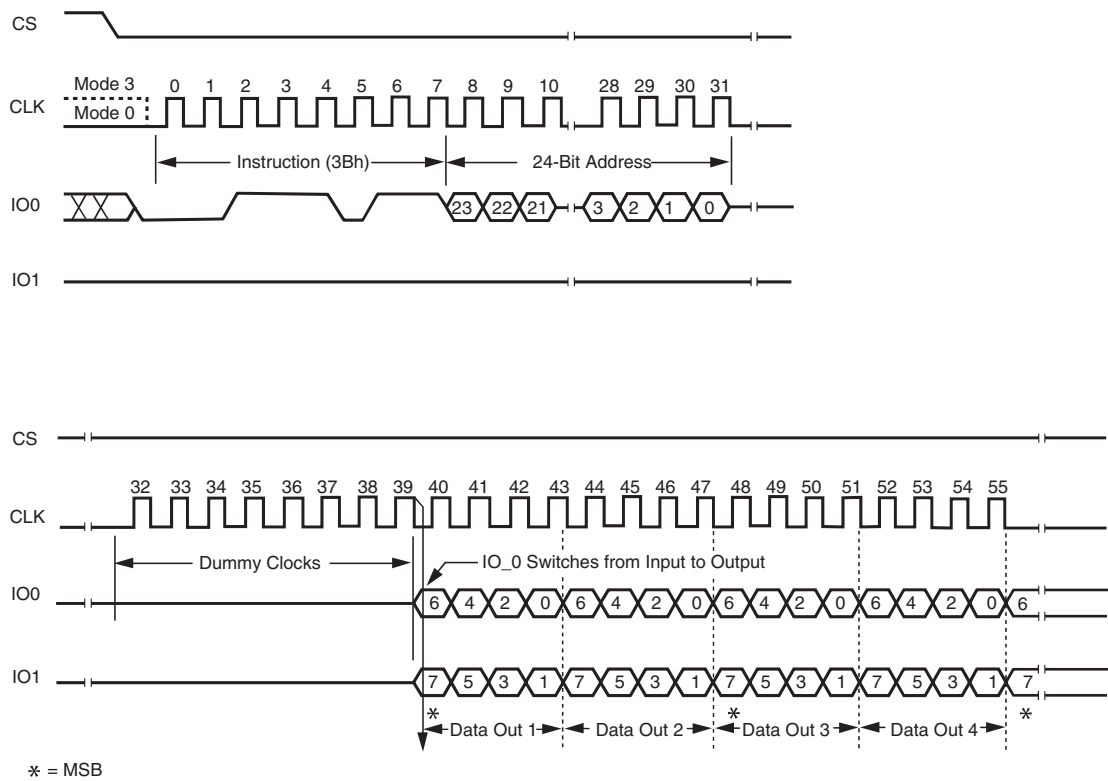 CS
Mode 3 0 1 2 3 4 5 6 7 8 9 10 28 29 30 31
CLK
Mode 0
Instruction (3Bh) 24-Bit Address
IO0 23 22 21 3 2 1 0
IO1
CS
32 33 34 35 36 37 38 39 40 41 42 43 44 45 46 47 48 49 50 51 52 53 54 55
CLK
Dummy Clocks IO_0 Switches from Input to Output
IO0 6 4 2 0 6 4 2 0 6 4 2 0 6 4 2 0 6
IO1 7 5 3 1 7 5 3 1 7 5 3 1 7 5 3 1 7
* * *
Data Out 1 Data Out 2 Data Out 3 Data Out 4
* = MSB